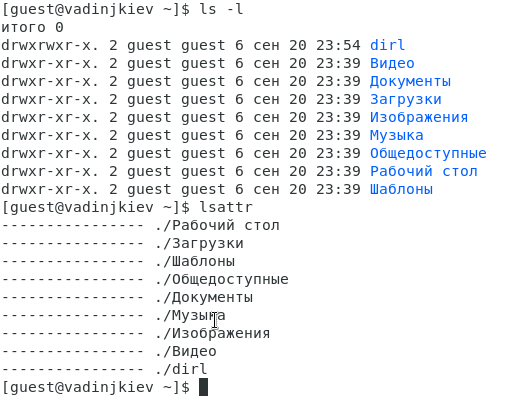 [guest@vadinjkiev ~]$ ls -l
итого 0
drwxrwxr-x. 2 guest guest 6 сен 20 23:54 dirl
drwxr-xr-x. 2 guest guest 6 сен 20 23:39 Видео
drwxr-xr-x. 2 guest guest 6 сен 20 23:39 Документы
drwxr-xr-x. 2 guest guest 6 сен 20 23:39 Загрузки
drwxr-xr-x. 2 guest guest 6 сен 20 23:39 Изображения
drwxr-xr-x. 2 guest guest 6 сен 20 23:39 Музыка
drwxr-xr-x. 2 guest guest 6 сен 20 23:39 Общедоступные
drwxr-xr-x. 2 guest guest 6 сен 20 23:39 Рабочий стол
drwxr-xr-x. 2 guest guest 6 сен 20 23:39 Шаблоны
[guest@vadinjkiev ~]$ lsattr
---------------- ./Рабочий стол
---------------- ./Загрузки
---------------- ./Шаблоны
---------------- ./Общедоступные
---------------- ./Документы
---------------- ./Музыка
---------------- ./Изображения
---------------- ./Видео
---------------- ./dirl
[guest@vadinjkiev ~]$